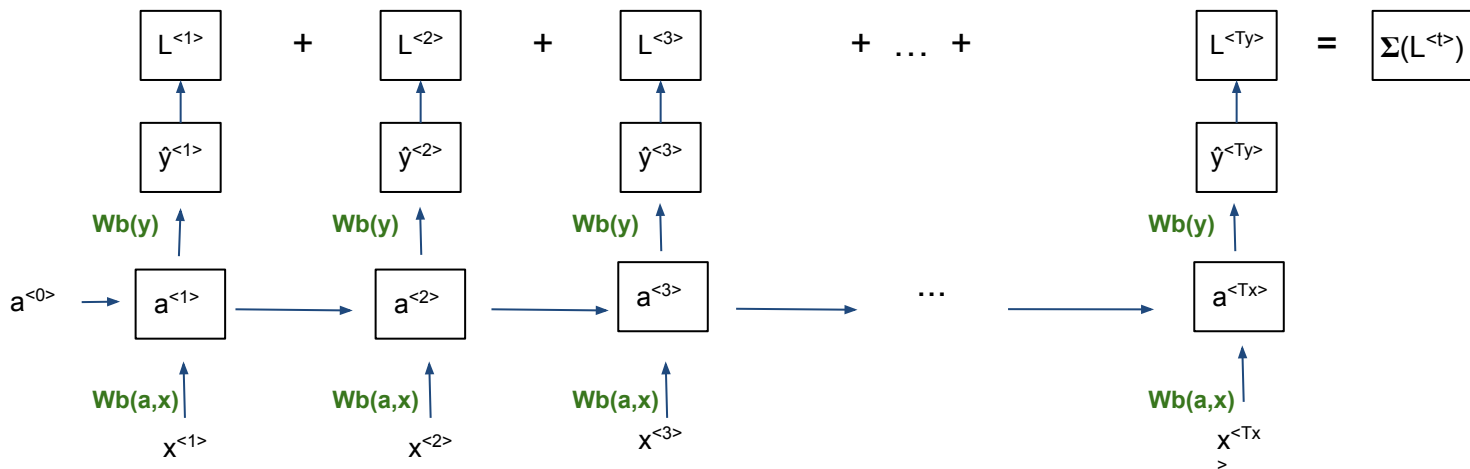 L<1> + L<2> + L<3> + ... + L<Ty> = Σ(L<t>)
ŷ<1> ŷ<2> ŷ<3> ŷ<Ty>
Wb(y) Wb(y) Wb(y) Wb(y)
a<0> a<1> a<2> a<3> ... a<Tx>
Wb(a,x) Wb(a,x) Wb(a,x) Wb(a,x)
x<1> x<2> x<3> x<Tx
>